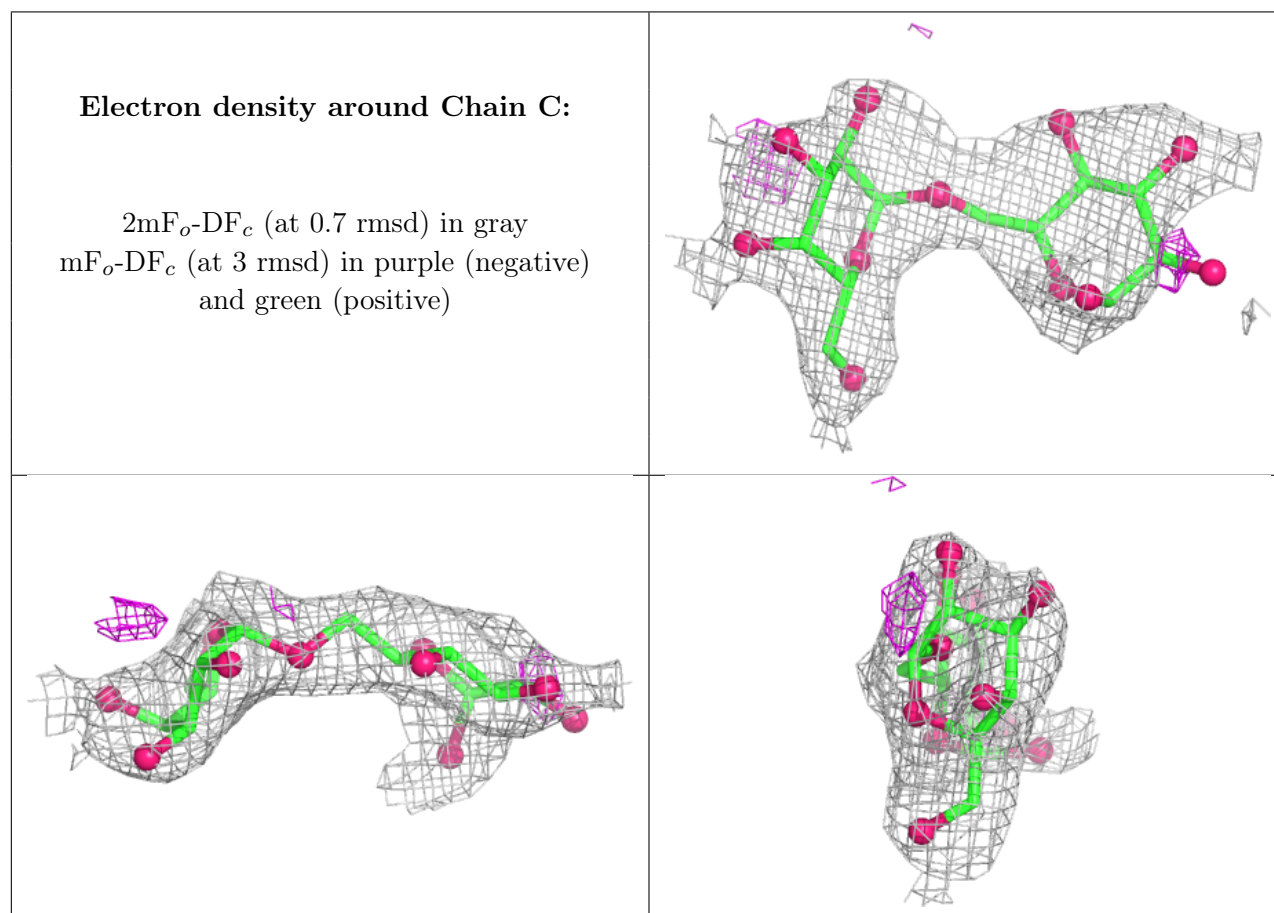 Electron density around Chain C:
2mFₒ-DF𝒸 (at 0.7 rmsd) in gray
mFₒ-DF𝒸 (at 3 rmsd) in purple (negative)
and green (positive)